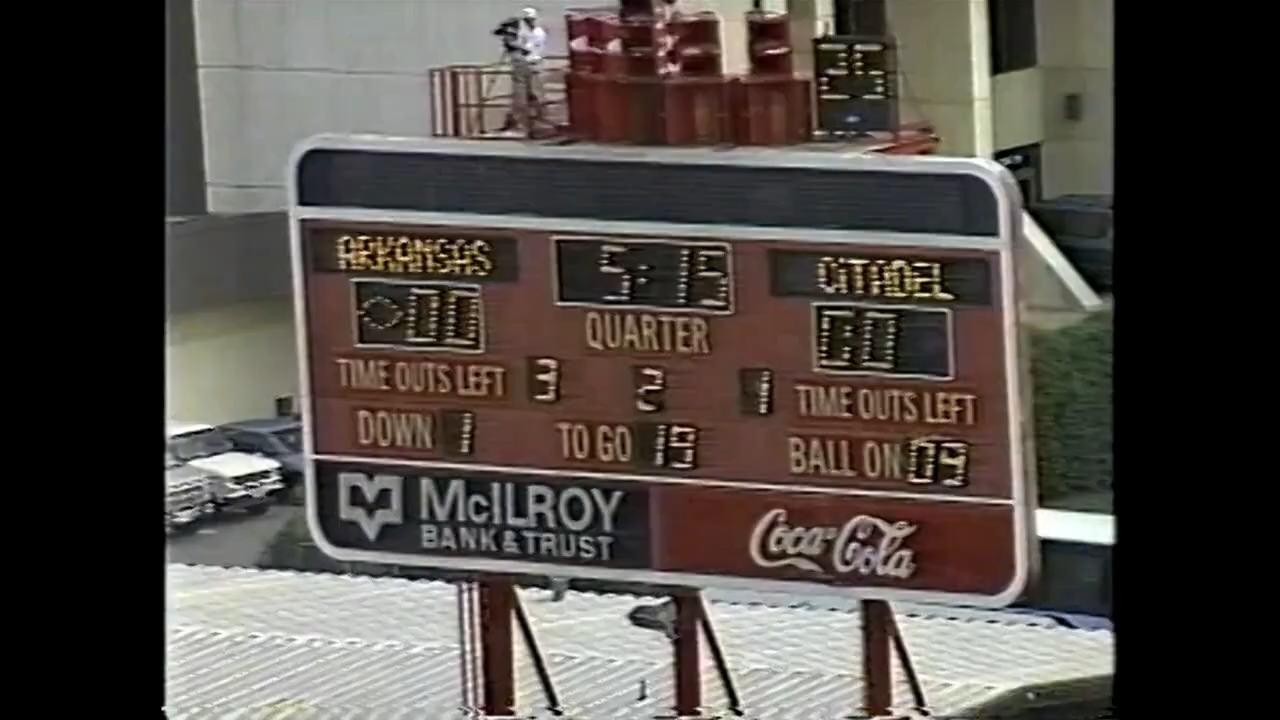 25
ARKANSAS 5:15 CITADEL
00 QUARTER 00
TIME OUTS LEFT 3 2 1 TIME OUTS LEFT
DOWN 1 TO GO 19 BALL ON 09
McILROY
BANK & TRUST
Coca-Cola